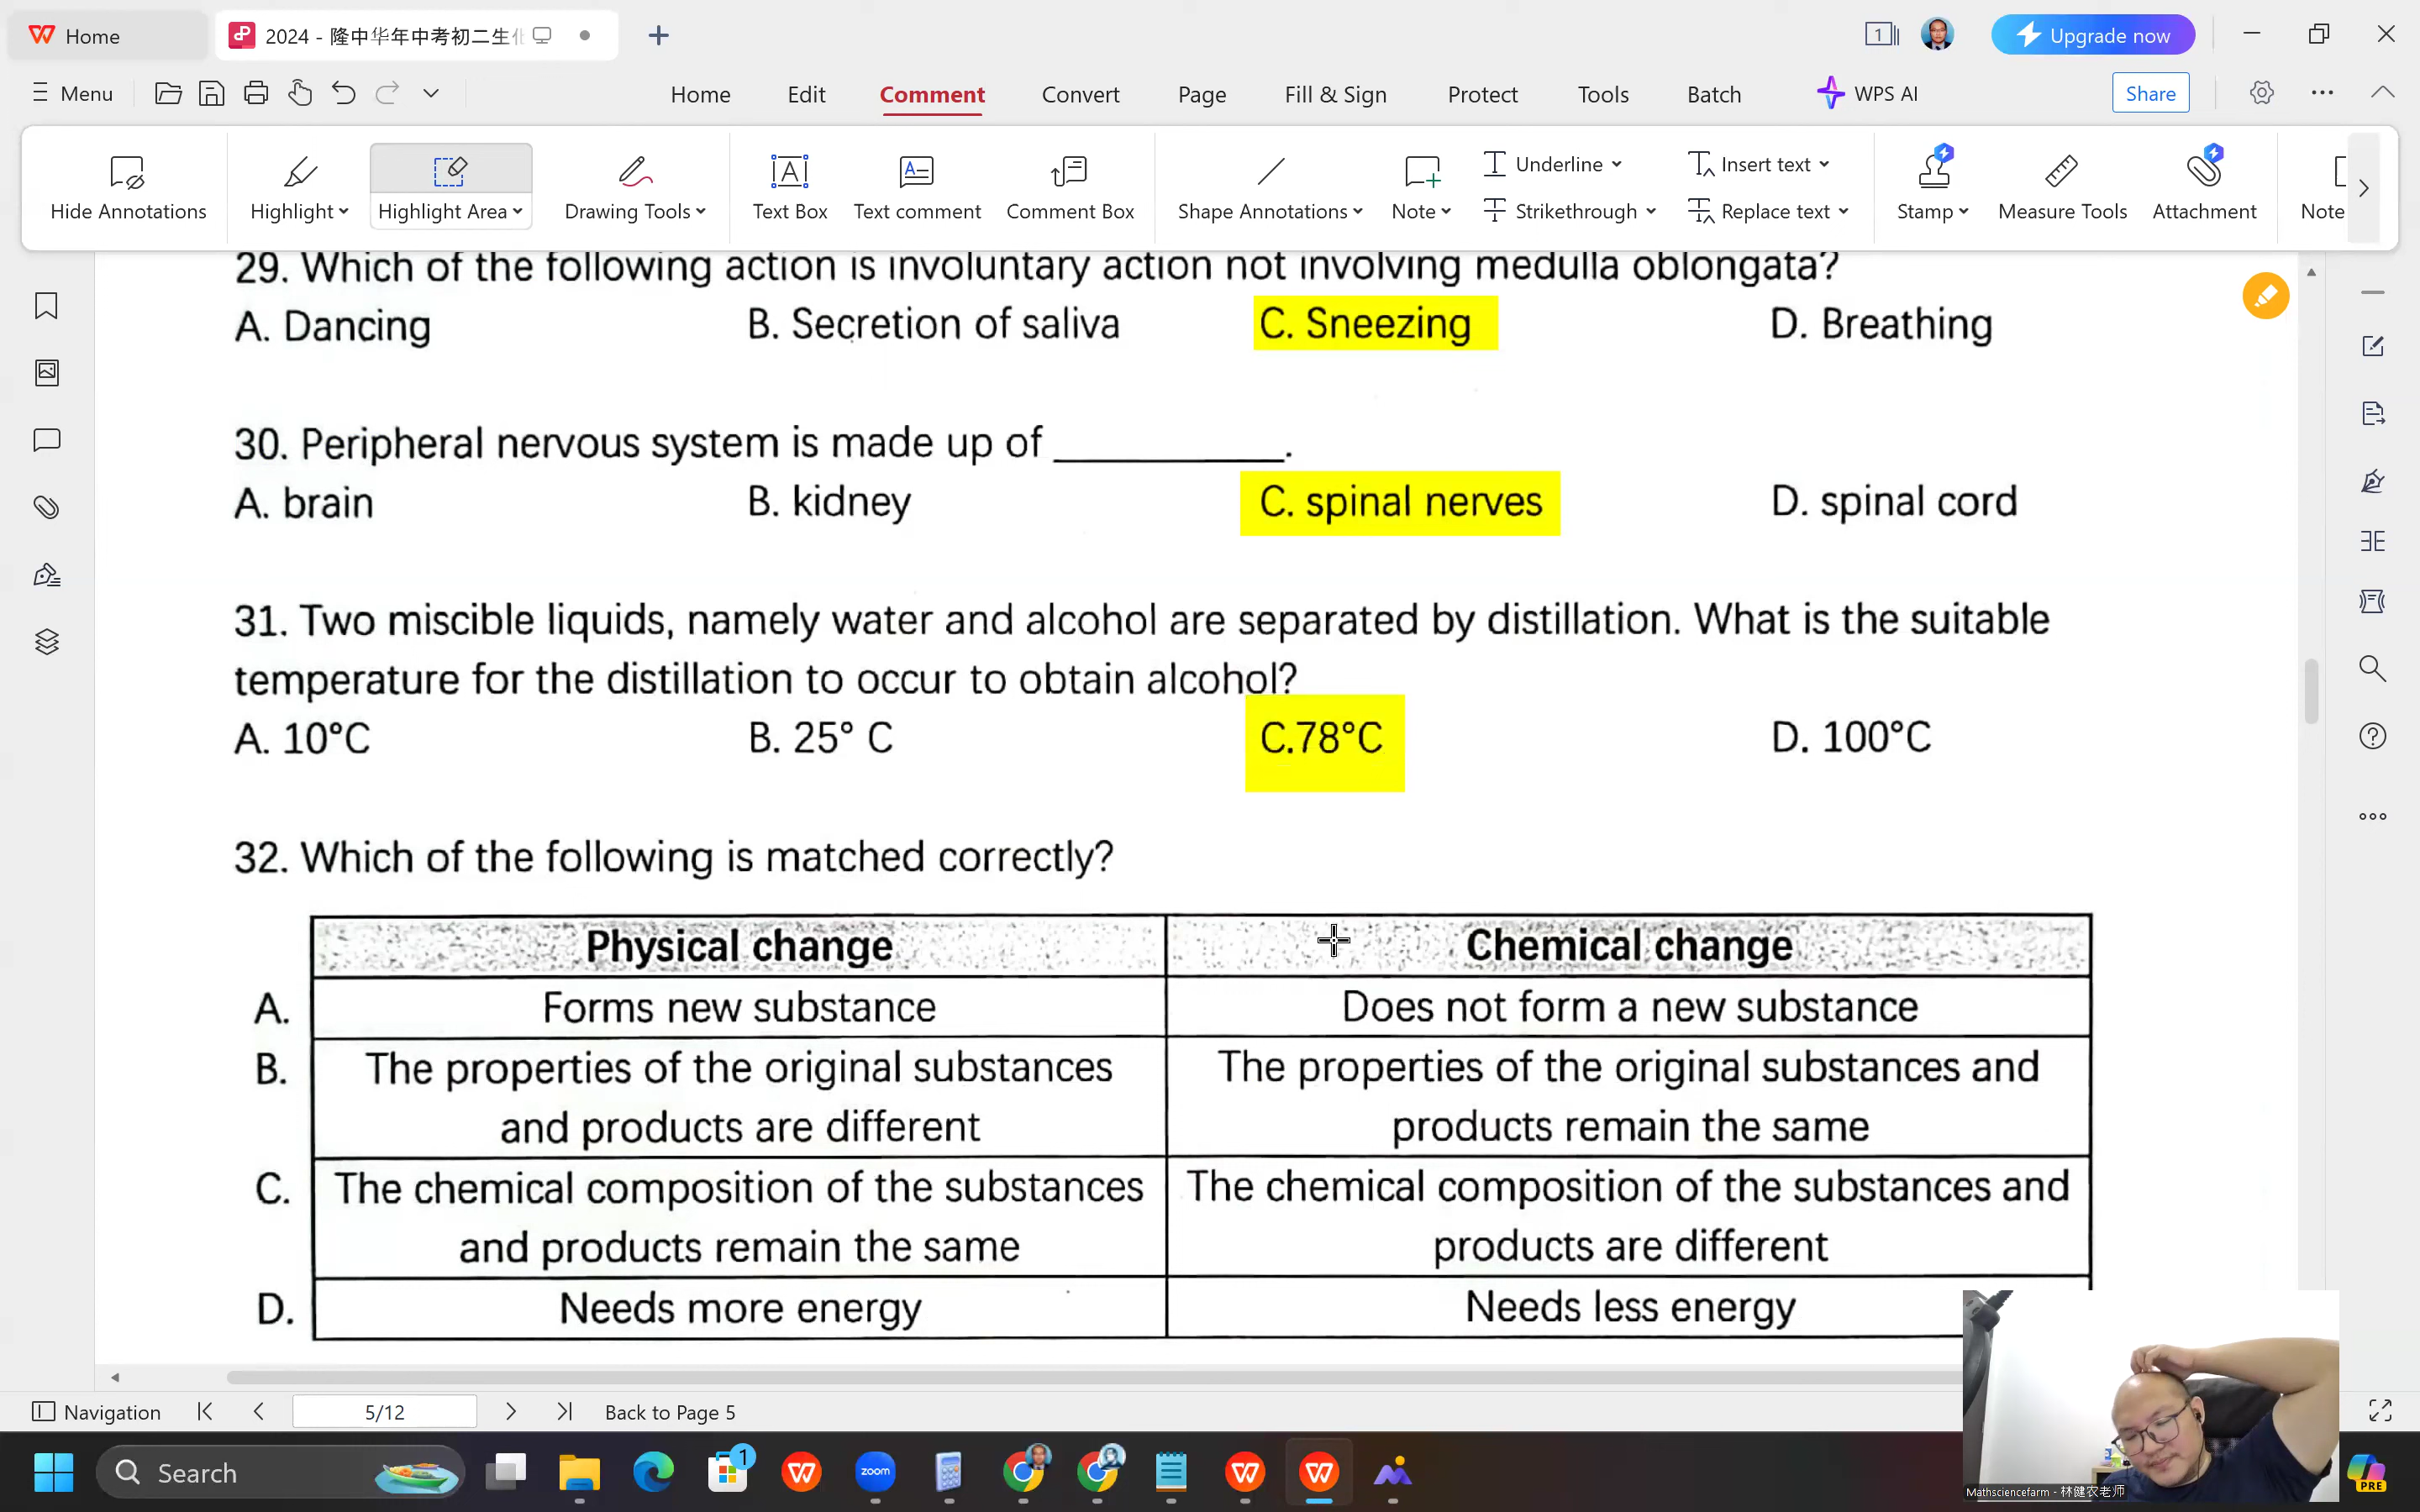 Home
2024 - 隆中华年中考初二生化
1
Upgrade now
Menu
Home Edit Comment Convert Page Fill & Sign Protect Tools Batch WPS AI
Share
Hide Annotations Highlight Highlight Area Drawing Tools Text Box Text comment Comment Box Shape Annotations Note Underline Strikethrough Insert text Replace text Stamp Measure Tools Attachment Note
29. Which of the following action is involuntary action not involving medulla oblongata?
A. Dancing B. Secretion of saliva C. Sneezing D. Breathing
30. Peripheral nervous system is made up of __________.
A. brain B. kidney C. spinal nerves D. spinal cord
31. Two miscible liquids, namely water and alcohol are separated by distillation. What is the suitable
temperature for the distillation to occur to obtain alcohol?
A. 10°C B. 25° C C.78°C D. 100°C
32. Which of the following is matched correctly?
Physical change Chemical change
A. Forms new substance Does not form a new substance
B. The properties of the original substances The properties of the original substances and
and products are different products remain the same
C. The chemical composition of the substances The chemical composition of the substances and
and products remain the same products are different
D. Needs more energy Needs less energy
Navigation 5/12 Back to Page 5
Search
1
zoom
Mathsciencefarm - 林健农老师
PRE